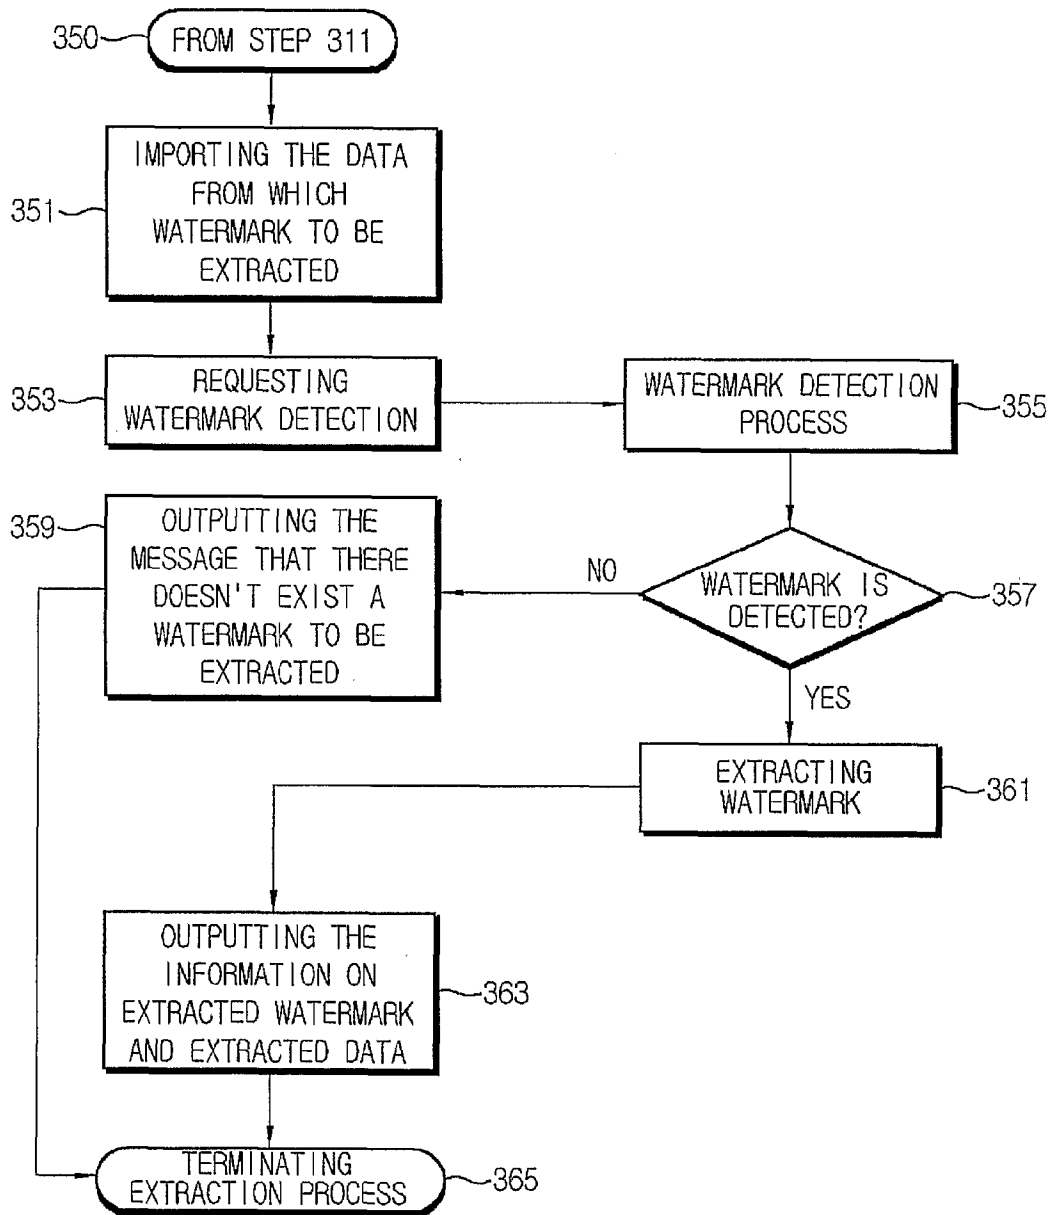 350
FROM STEP 311
IMPORTING THE DATA
FROM WHICH
WATERMARK TO BE
EXTRACTED
351
REQUESTING
WATERMARK DETECTION
353
WATERMARK DETECTION
PROCESS
355
OUTPUTTING THE
MESSAGE THAT THERE
DOESN'T EXIST A
WATERMARK TO BE
EXTRACTED
359
NO
WATERMARK IS
DETECTED?
357
YES
EXTRACTING
WATERMARK
361
OUTPUTTING THE
INFORMATION ON
EXTRACTED WATERMARK
AND EXTRACTED DATA
363
TERMINATING
EXTRACTION PROCESS
365